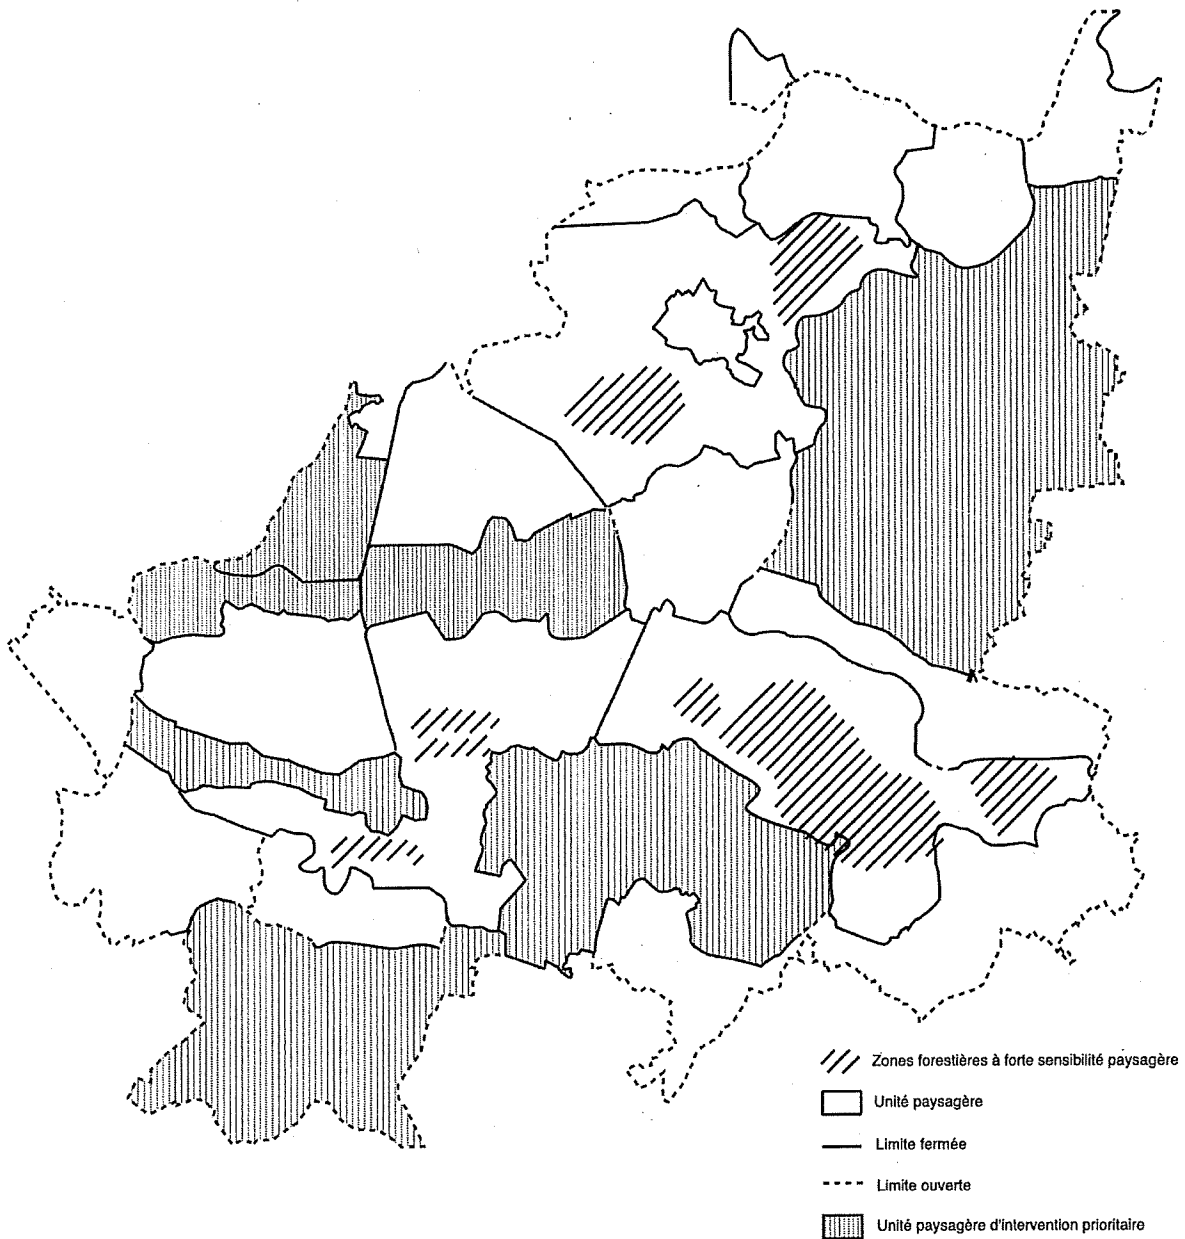 Zones forestières à forte sensibilité paysagère
Unité paysagère
Limite fermée
Limite ouverte
Unité paysagère d'intervention prioritaire